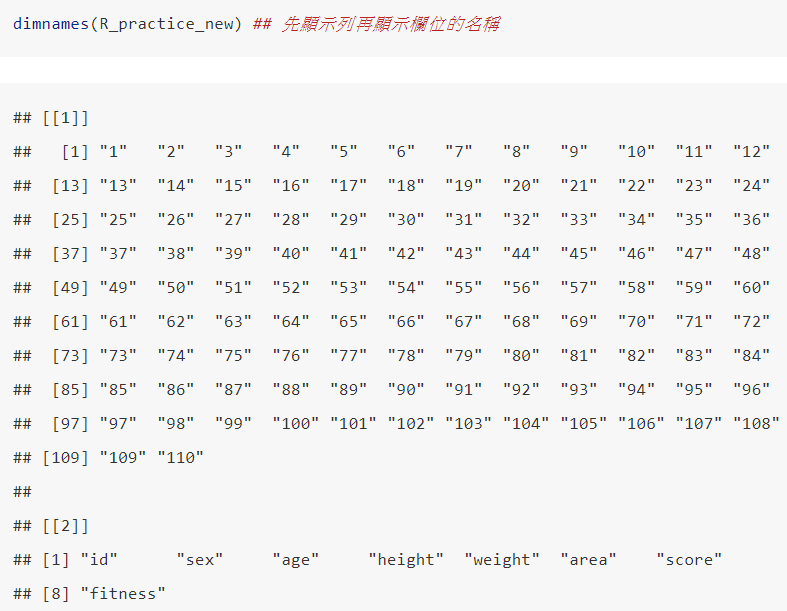 dimnames(R_practice_new) ## 先顯示列再顯示欄位的名稱
## [[1]]
##   [1] "1"   "2"   "3"   "4"   "5"   "6"   "7"   "8"   "9"   "10"  "11"  "12"
##  [13] "13"  "14"  "15"  "16"  "17"  "18"  "19"  "20"  "21"  "22"  "23"  "24"
##  [25] "25"  "26"  "27"  "28"  "29"  "30"  "31"  "32"  "33"  "34"  "35"  "36"
##  [37] "37"  "38"  "39"  "40"  "41"  "42"  "43"  "44"  "45"  "46"  "47"  "48"
##  [49] "49"  "50"  "51"  "52"  "53"  "54"  "55"  "56"  "57"  "58"  "59"  "60"
##  [61] "61"  "62"  "63"  "64"  "65"  "66"  "67"  "68"  "69"  "70"  "71"  "72"
##  [73] "73"  "74"  "75"  "76"  "77"  "78"  "79"  "80"  "81"  "82"  "83"  "84"
##  [85] "85"  "86"  "87"  "88"  "89"  "90"  "91"  "92"  "93"  "94"  "95"  "96"
##  [97] "97"  "98"  "99"  "100" "101" "102" "103" "104" "105" "106" "107" "108"
## [109] "109" "110"
##
## [[2]]
## [1] "id"      "sex"     "age"     "height"  "weight"  "area"    "score"
## [8] "fitness"